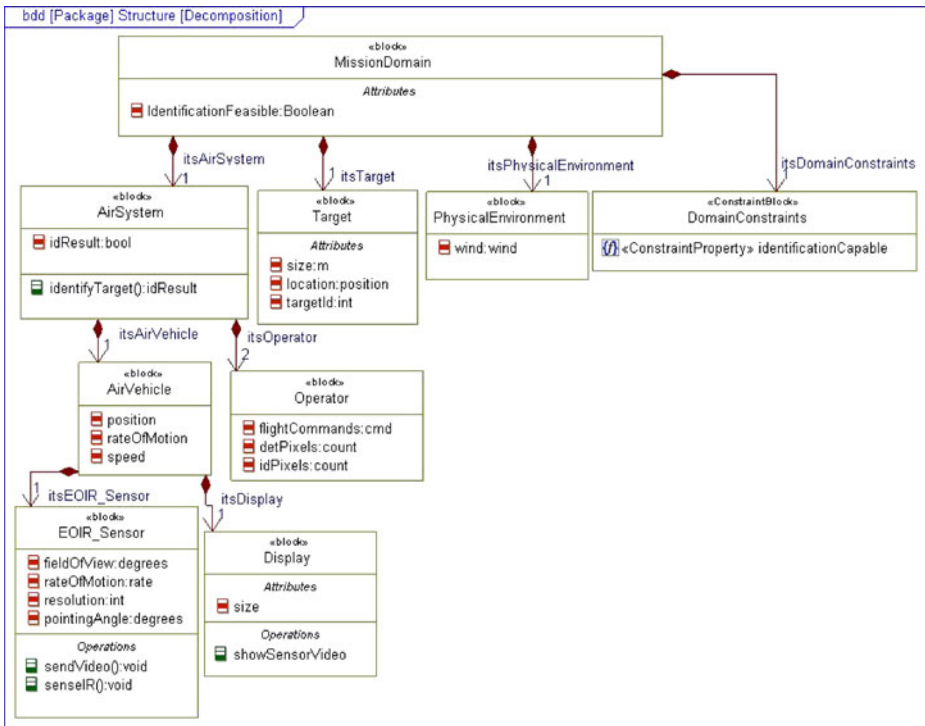 bdd [Package] Structure [Decomposition]
«block»
MissionDomain
Attributes
IdentificationFeasible:Boolean
itsAirSystem
1
itsTarget
1
itsPhysicalEnvironment
1
itsDomainConstraints
1
«block»
AirSystem
idResult:bool
identifyTarget():idResult
«block»
Target
Attributes
size:m
location:position
targetId:int
«block»
PhysicalEnvironment
wind:wind
«ConstraintBlock»
DomainConstraints
{f} «ConstraintProperty» identificationCapable
itsAirVehicle
1
itsOperator
2
«block»
AirVehicle
position
rateOfMotion
speed
«block»
Operator
flightCommands:cmd
detPixels:count
idPixels:count
1
itsEOIR_Sensor
itsDisplay
1
«block»
EOIR_Sensor
fieldOfView:degrees
rateOfMotion:rate
resolution:int
pointingAngle:degrees
Operations
sendVideo():void
senseIR():void
«block»
Display
Attributes
size
Operations
showSensorVideo